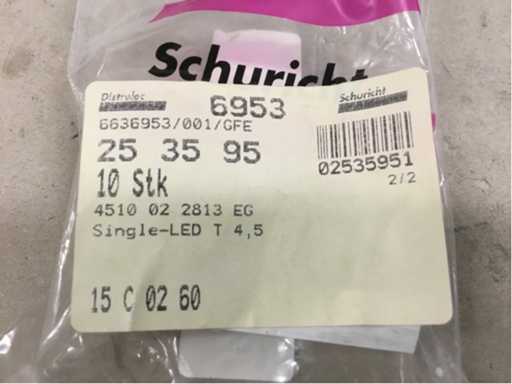 Schuricht
Distrelec
6953
Schuricht
6636953/001/GFE
25 35 95
02535951
10 Stk
2/2
4510 02 2813 EG
Single-LED T 4,5
15 C 02 60